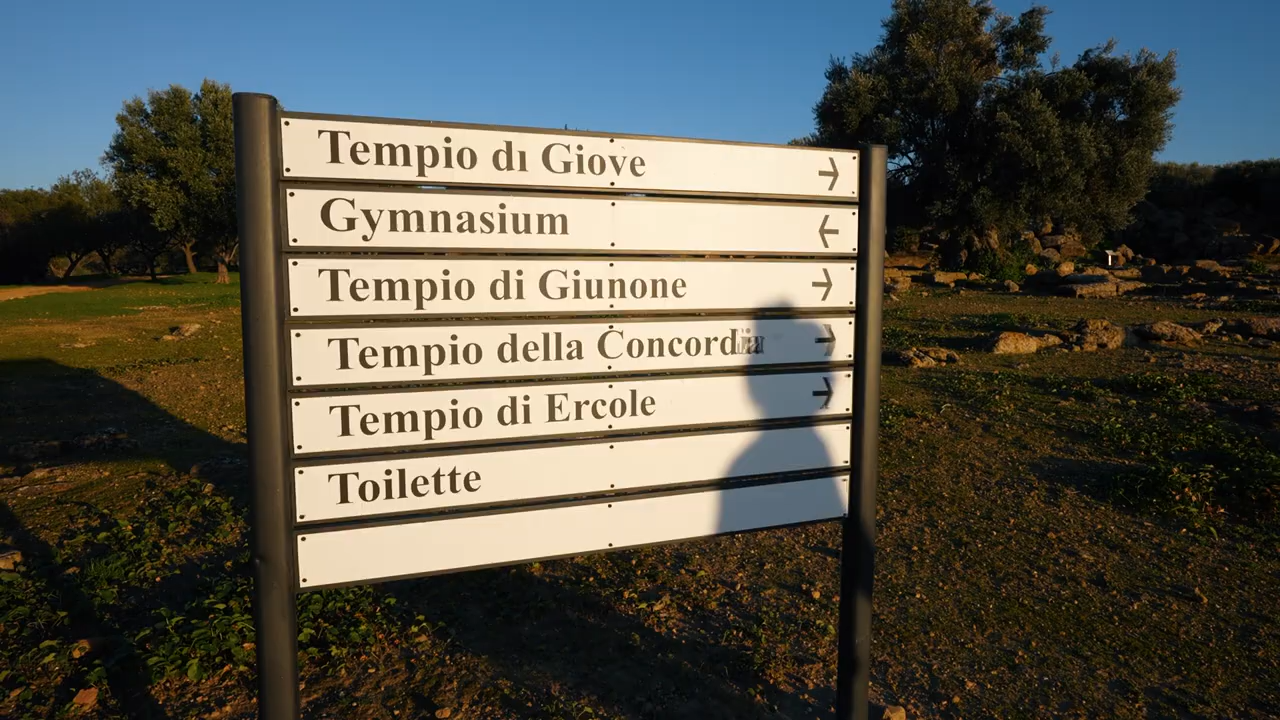 Tempio di Giove →
Gymnasium ←
Tempio di Giunone →
Tempio della Concordia →
Tempio di Ercole →
Toilette